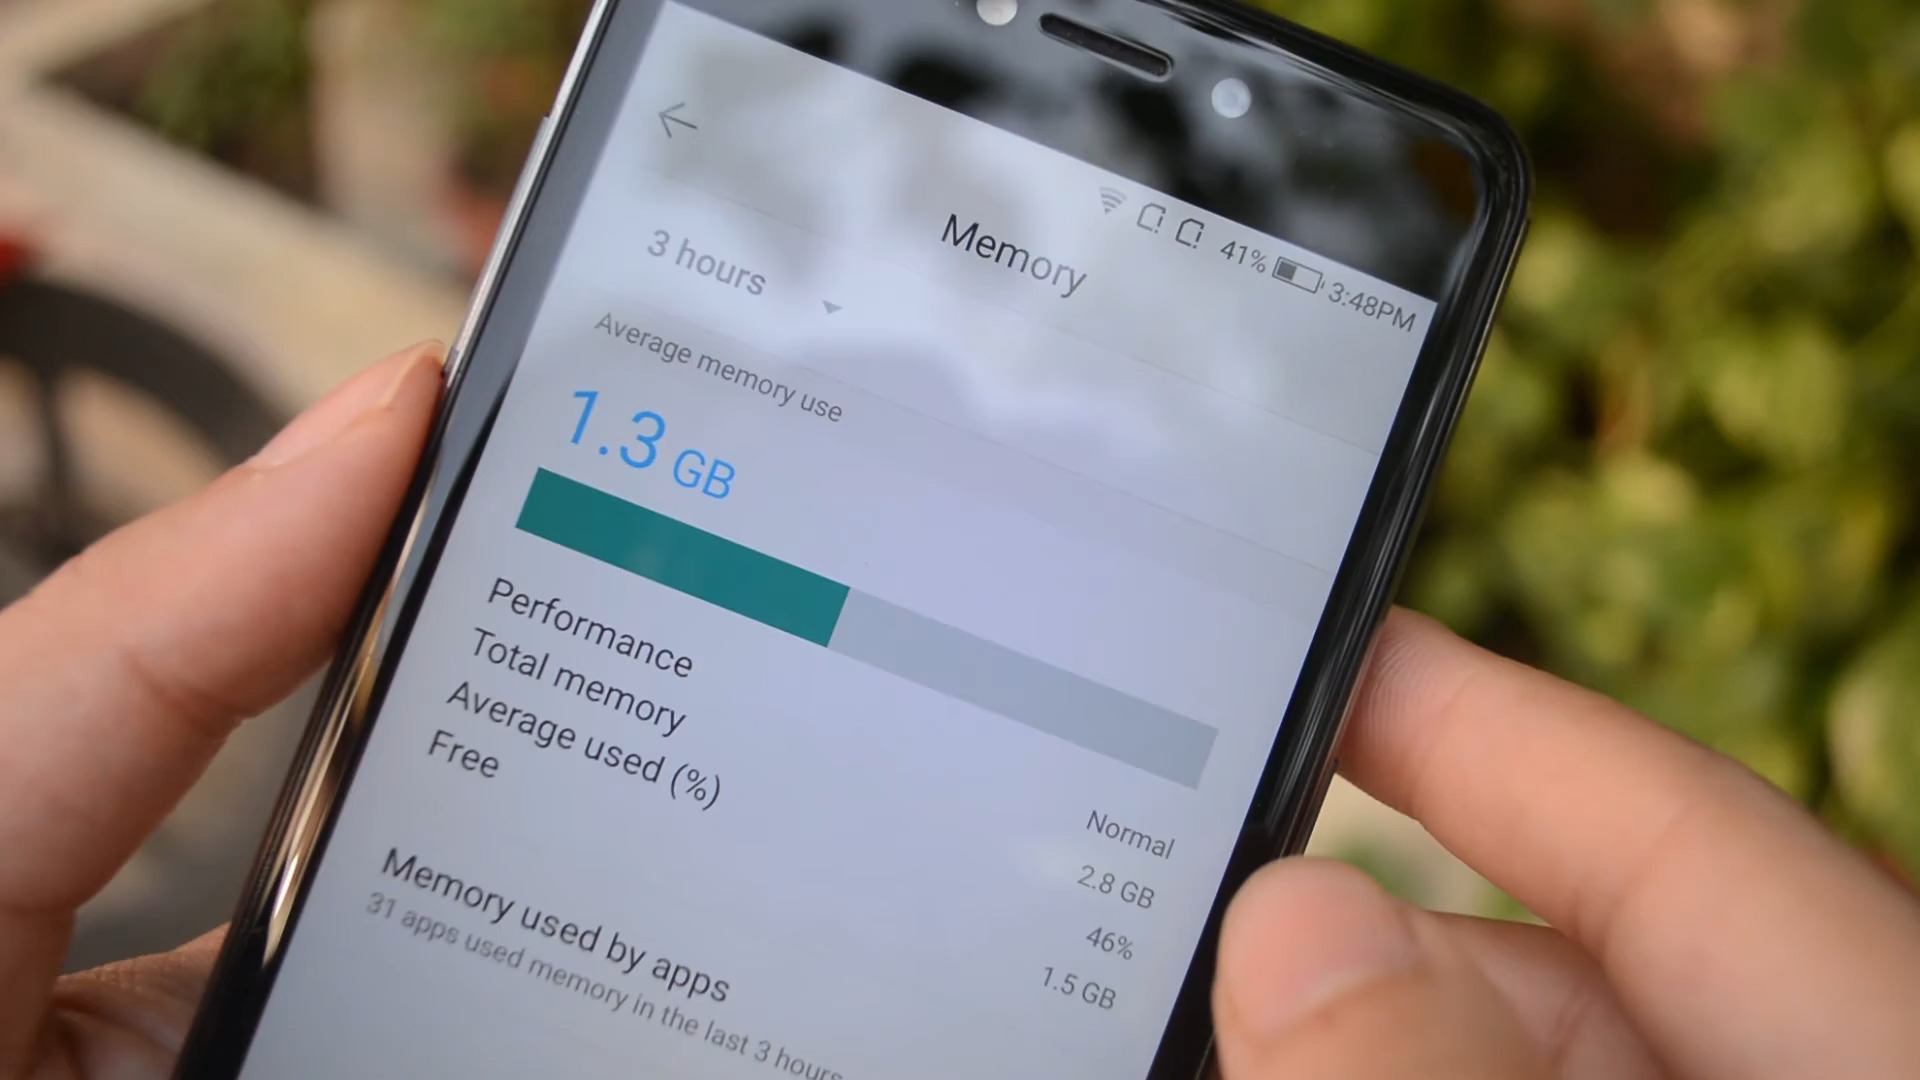 41% 3:48PM
Memory
3 hours
Average memory use
1.3 GB
Performance Normal
Total memory 2.8 GB
Average used (%) 46%
Free 1.5 GB
Memory used by apps
31 apps used memory in the last 3 hours